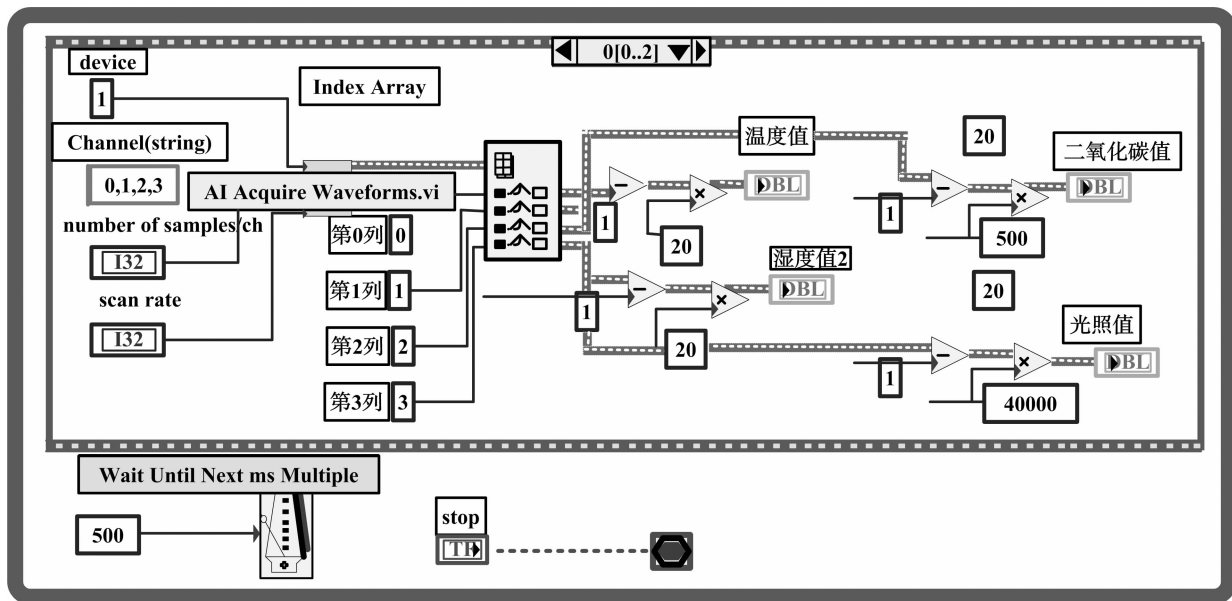 0[0..2]
device
1
Index Array
Channel(string)
0,1,2,3
AI Acquire Waveforms.vi
number of samples/ch
I32
scan rate
I32
第0列 0
第1列 1
第2列 2
第3列 3
温度值
1
20
DBL
湿度值2
1
20
DBL
20
二氧化碳值
1
500
DBL
20
光照值
1
40000
DBL
Wait Until Next ms Multiple
500
stop
TF